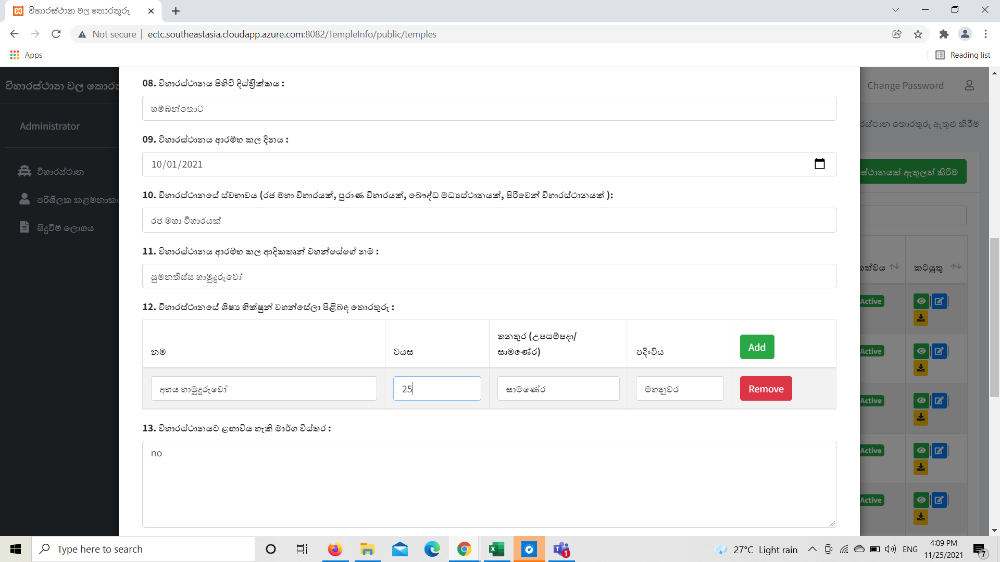 විහාරස්ථාන වල තොරතුරු
Not secure
ectc.southeastasia.cloudapp.azure.com:8082/TempleInfo/public/temples
Apps
Reading list
විහාරස්ථාන වල
Change Password
Administrator
විහාරස්ථාන
පරිශීලක
සිදුවීම් ලොගය
තොරතුරු ඇතුළු කිරීම
ඇතුලත් කිරීම
08. විහාරස්ථානය පිහිටි දිස්ත්‍රික්කය :
හම්බන්තොට
09. විහාරස්ථානය ආරම්භ කල දිනය :
10/01/2021
10. විහාරස්ථානයේ ස්වභාවය (රජ මහා විහාරයක්, පුරාණ විහාරයක්, බෞද්ධ මධ්‍යස්ථානයක්, පිරිවෙන් විහාරස්ථානයක් ):
රජ මහා විහාරයක්
11. විහාරස්ථානය ආරම්භ කල ආදිකතෘන් වහන්සේගේ නම :
සුමනතිස්ස හාමුදුරුවෝ
12. විහාරස්ථානයේ ශිෂ්‍ය භික්ෂුන් වහන්සේලා පිළිබඳ තොරතුරු :
නම
වයස
තනතුර (උපසම්පදා/
සාමණේර)
පදිංචිය
Add
අභය හාමුදුරුවෝ
25
සාමණේර
මහනුවර
Remove
13. විහාරස්ථානයට ළඟාවිය හැකි මාර්ග විස්තර :
no
කටයුතු
Active
Active
Active
Active
Active
Type here to search
27°C Light rain
ENG
4:09 PM
11/25/2021
7
1